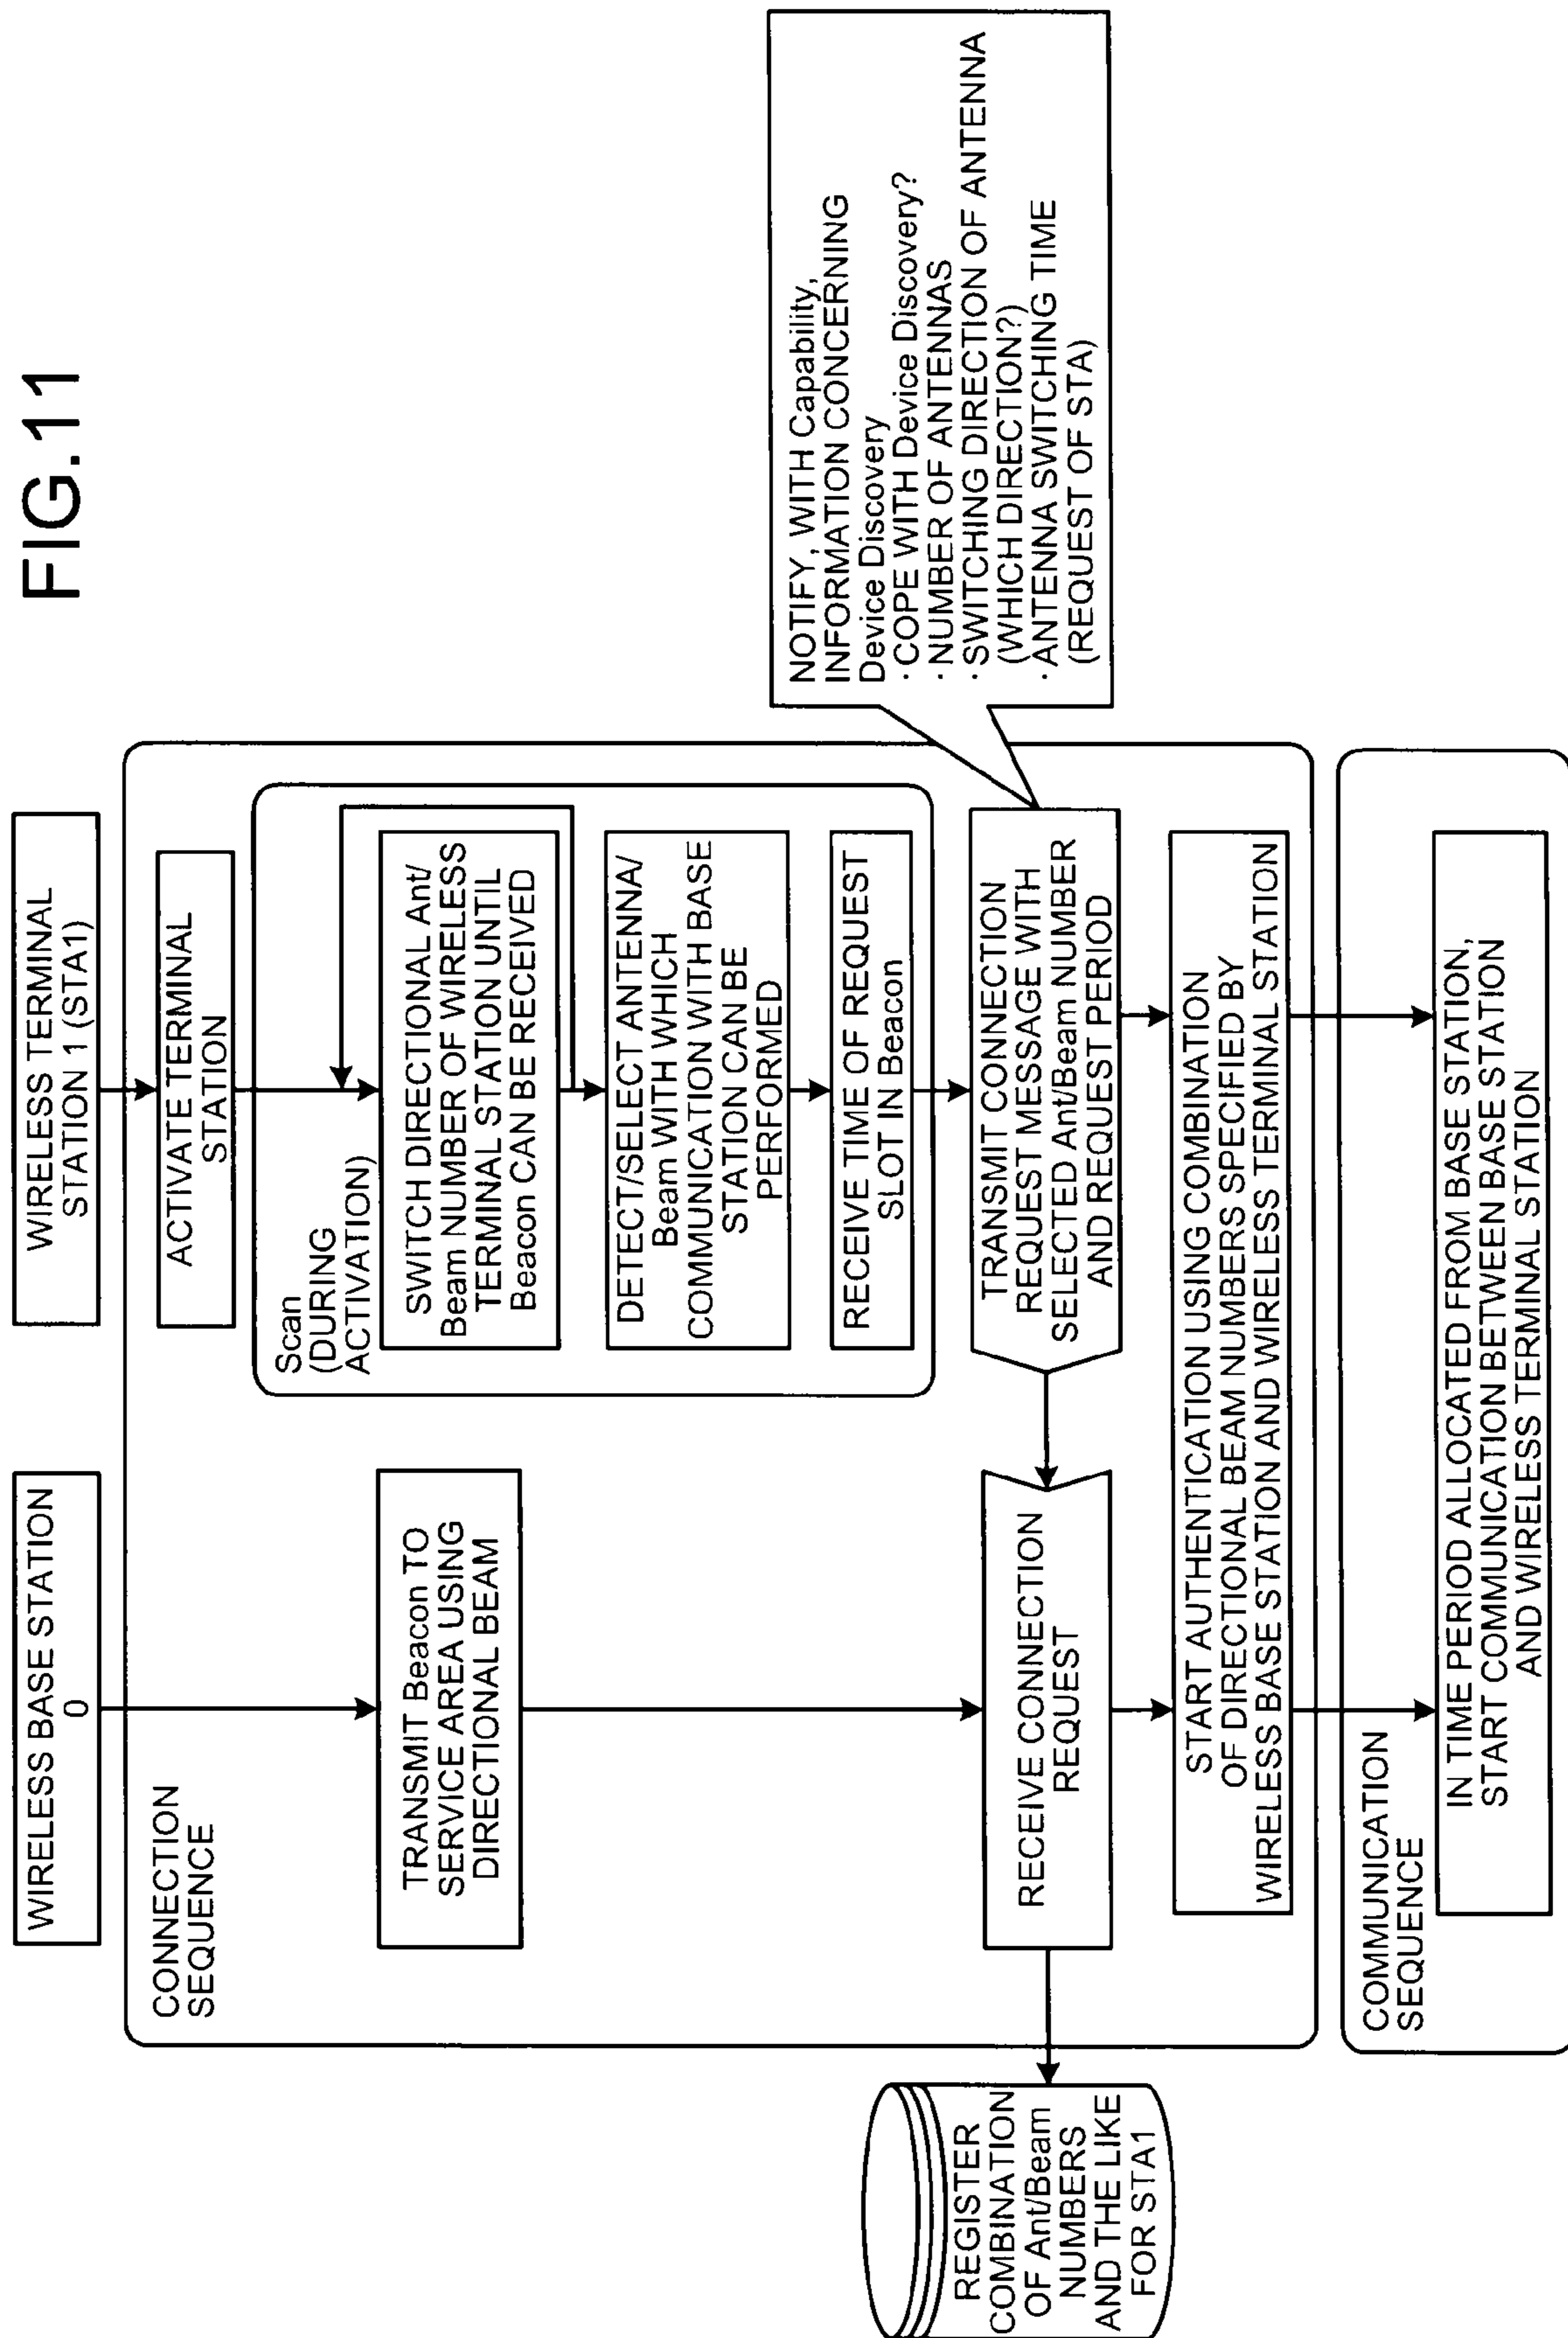 FIG.11
WIRELESS BASE STATION
0
WIRELESS TERMINAL
STATION 1 (STA1)
CONNECTION
SEQUENCE
ACTIVATE TERMINAL
STATION
Scan
(DURING
ACTIVATION)
TRANSMIT Beacon TO
SERVICE AREA USING
DIRECTIONAL BEAM
SWITCH DIRECTIONAL Ant/
Beam NUMBER OF WIRELESS
TERMINAL STATION UNTIL
Beacon CAN BE RECEIVED
DETECT/SELECT ANTENNA/
Beam WITH WHICH
COMMUNICATION WITH BASE
STATION CAN BE
PERFORMED
RECEIVE TIME OF REQUEST
SLOT IN Beacon
NOTIFY, WITH Capability,
INFORMATION CONCERNING
Device Discovery
· COPE WITH Device Discovery?
· NUMBER OF ANTENNAS
· SWITCHING DIRECTION OF ANTENNA
(WHICH DIRECTION?)
· ANTENNA SWITCHING TIME
(REQUEST OF STA)
TRANSMIT CONNECTION
REQUEST MESSAGE WITH
SELECTED Ant/Beam NUMBER
AND REQUEST PERIOD
RECEIVE CONNECTION
REQUEST
REGISTER
COMBINATION
OF Ant/Beam
NUMBERS
AND THE LIKE
FOR STA1
START AUTHENTICATION USING COMBINATION
OF DIRECTIONAL BEAM NUMBERS SPECIFIED BY
WIRELESS BASE STATION AND WIRELESS TERMINAL STATION
COMMUNICATION
SEQUENCE
IN TIME PERIOD ALLOCATED FROM BASE STATION,
START COMMUNICATION BETWEEN BASE STATION
AND WIRELESS TERMINAL STATION